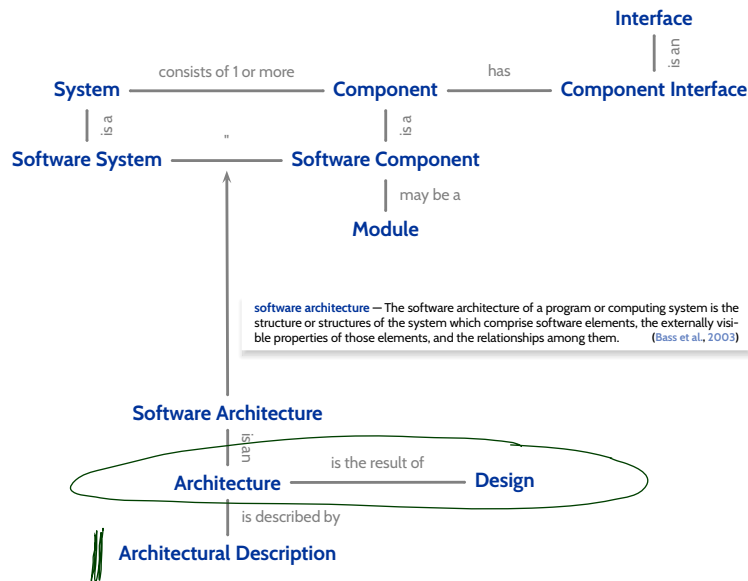 Interface
is an
System
consists of 1 or more
Component
has
Component Interface
is a
"
is a
Software System
Software Component
may be a
Module
software architecture — The software architecture of a program or computing system is the
structure or structures of the system which comprise software elements, the externally visi-
ble properties of those elements, and the relationships among them. (Bass et al., 2003)
Software Architecture
is an
Architecture
is the result of
Design
is described by
Architectural Description